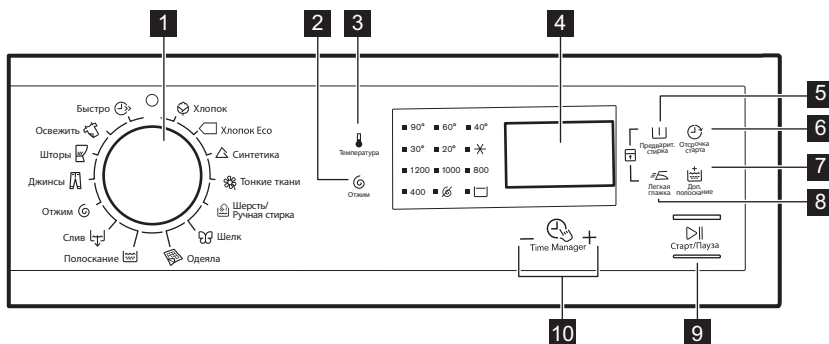 1
2
3
4
5
6
7
8
9
10
Быстро
Освежить
Шторы
Джинсы
Отжим
Слив
Полоскание
Хлопок
Хлопок Eco
Синтетика
Тонкие ткани
Шерсть/
Ручная стирка
Шелк
Одеяла
Температура
Отжим
90° 60° 40°
30° 20°
1200 1000 800
400
Предварит.
стирка
Отсрочка
старта
Легкая
глажка
Доп.
полоскание
Time Manager
Старт/Пауза